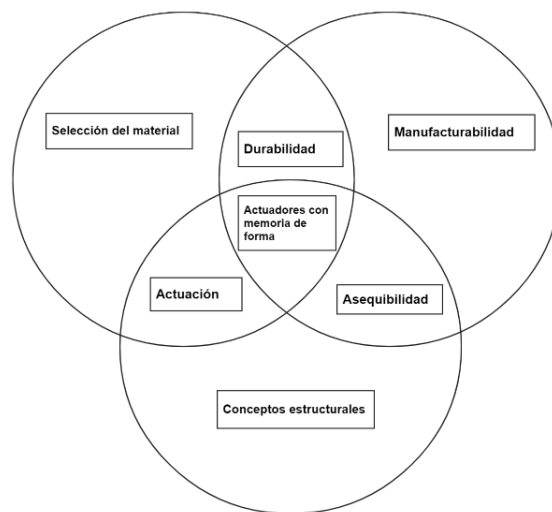 Selección del material
Manufacturabilidad
Durabilidad
Actuadores con
memoria de
forma
Actuación
Asequibilidad
Conceptos estructurales